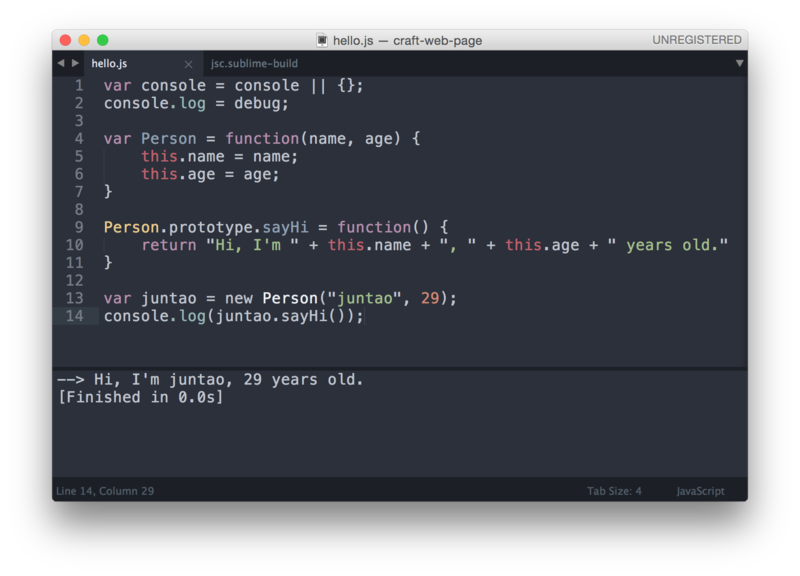 hello.js — craft-web-page
UNREGISTERED
hello.js
jsc.sublime-build
1 var console = console || {};
2 console.log = debug;
3
4 var Person = function(name, age) {
5 this.name = name;
6 this.age = age;
7 }
8
9 Person.prototype.sayHi = function() {
10 return "Hi, I'm " + this.name + ", " + this.age + " years old."
11 }
12
13 var juntao = new Person("juntao", 29);
14 console.log(juntao.sayHi());
--> Hi, I'm juntao, 29 years old.
[Finished in 0.0s]
Line 14, Column 29
Tab Size: 4
JavaScript